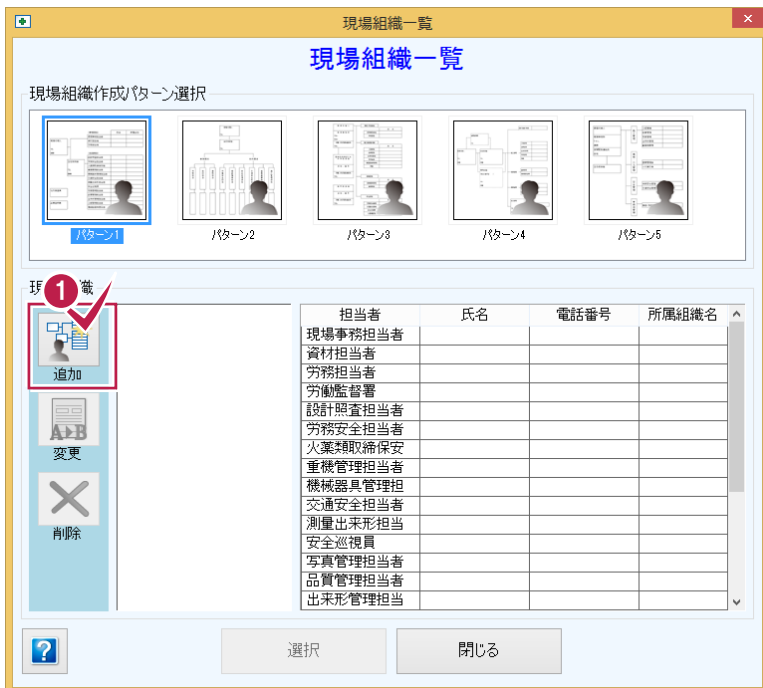 現場組織一覧
現場組織一覧
現場組織作成パターン選択
パターン1
パターン2
パターン3
パターン4
パターン5
1
追加
A▶B
変更
削除
担当者 氏名 電話番号 所属組織名
現場事務担当者
資材担当者
労務担当者
労働監督署
設計照査担当者
労務安全担当者
火薬類取締保安
重機管理担当者
機械器具管理担
交通安全担当者
測量出来形担当
安全巡視員
写真管理担当者
品質管理担当者
出来形管理担当
?
選択
閉じる